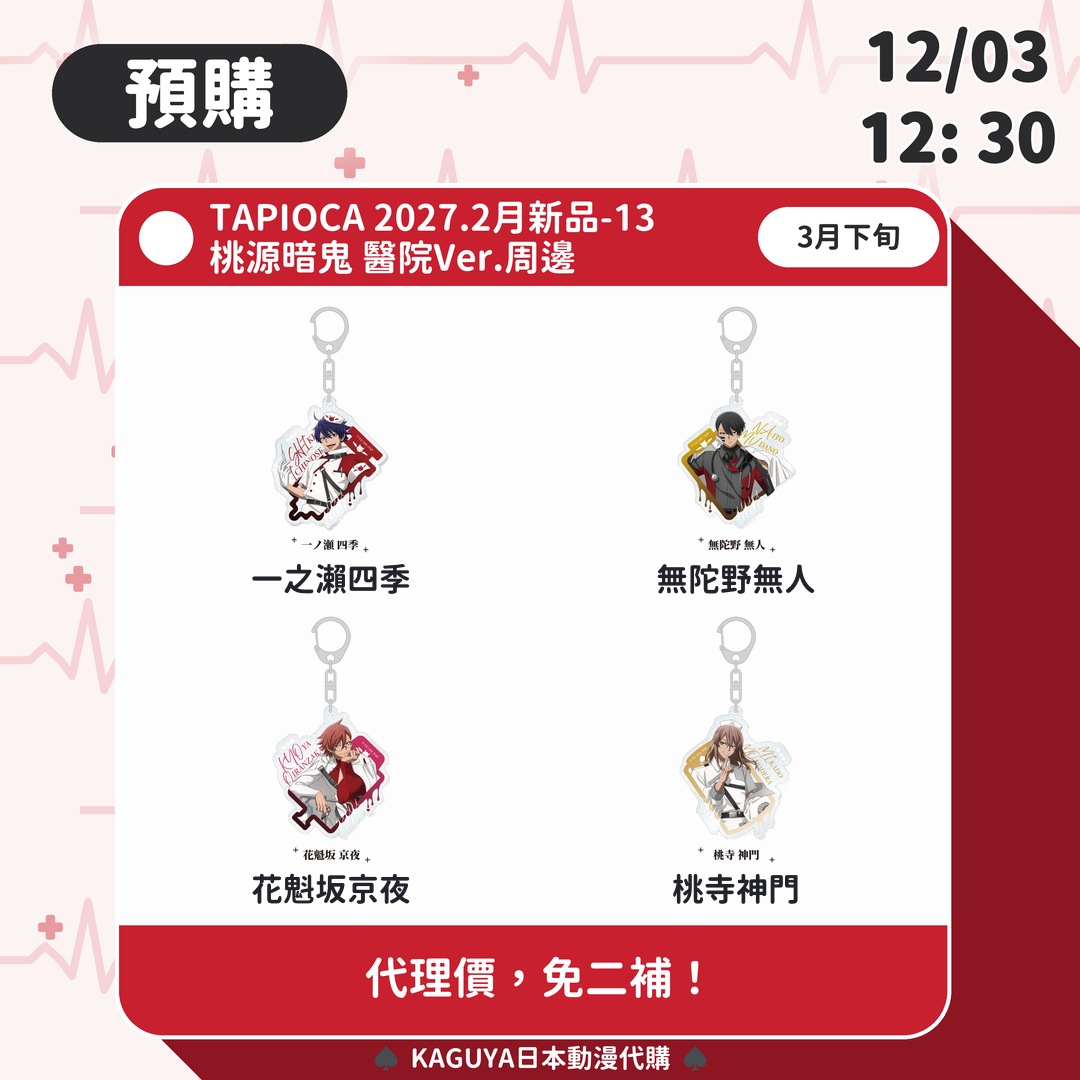 預購
12/03
12: 30
TAPIOCA 2027.2月新品-13
桃源暗鬼 醫院Ver.周邊
3月下旬
一ノ瀬 四季
一之瀨四季
無陀野 無人
無陀野無人
花魁坂 京夜
花魁坂京夜
桃寺 神門
桃寺神門
代理價，免二補！
KAGUYA日本動漫代購